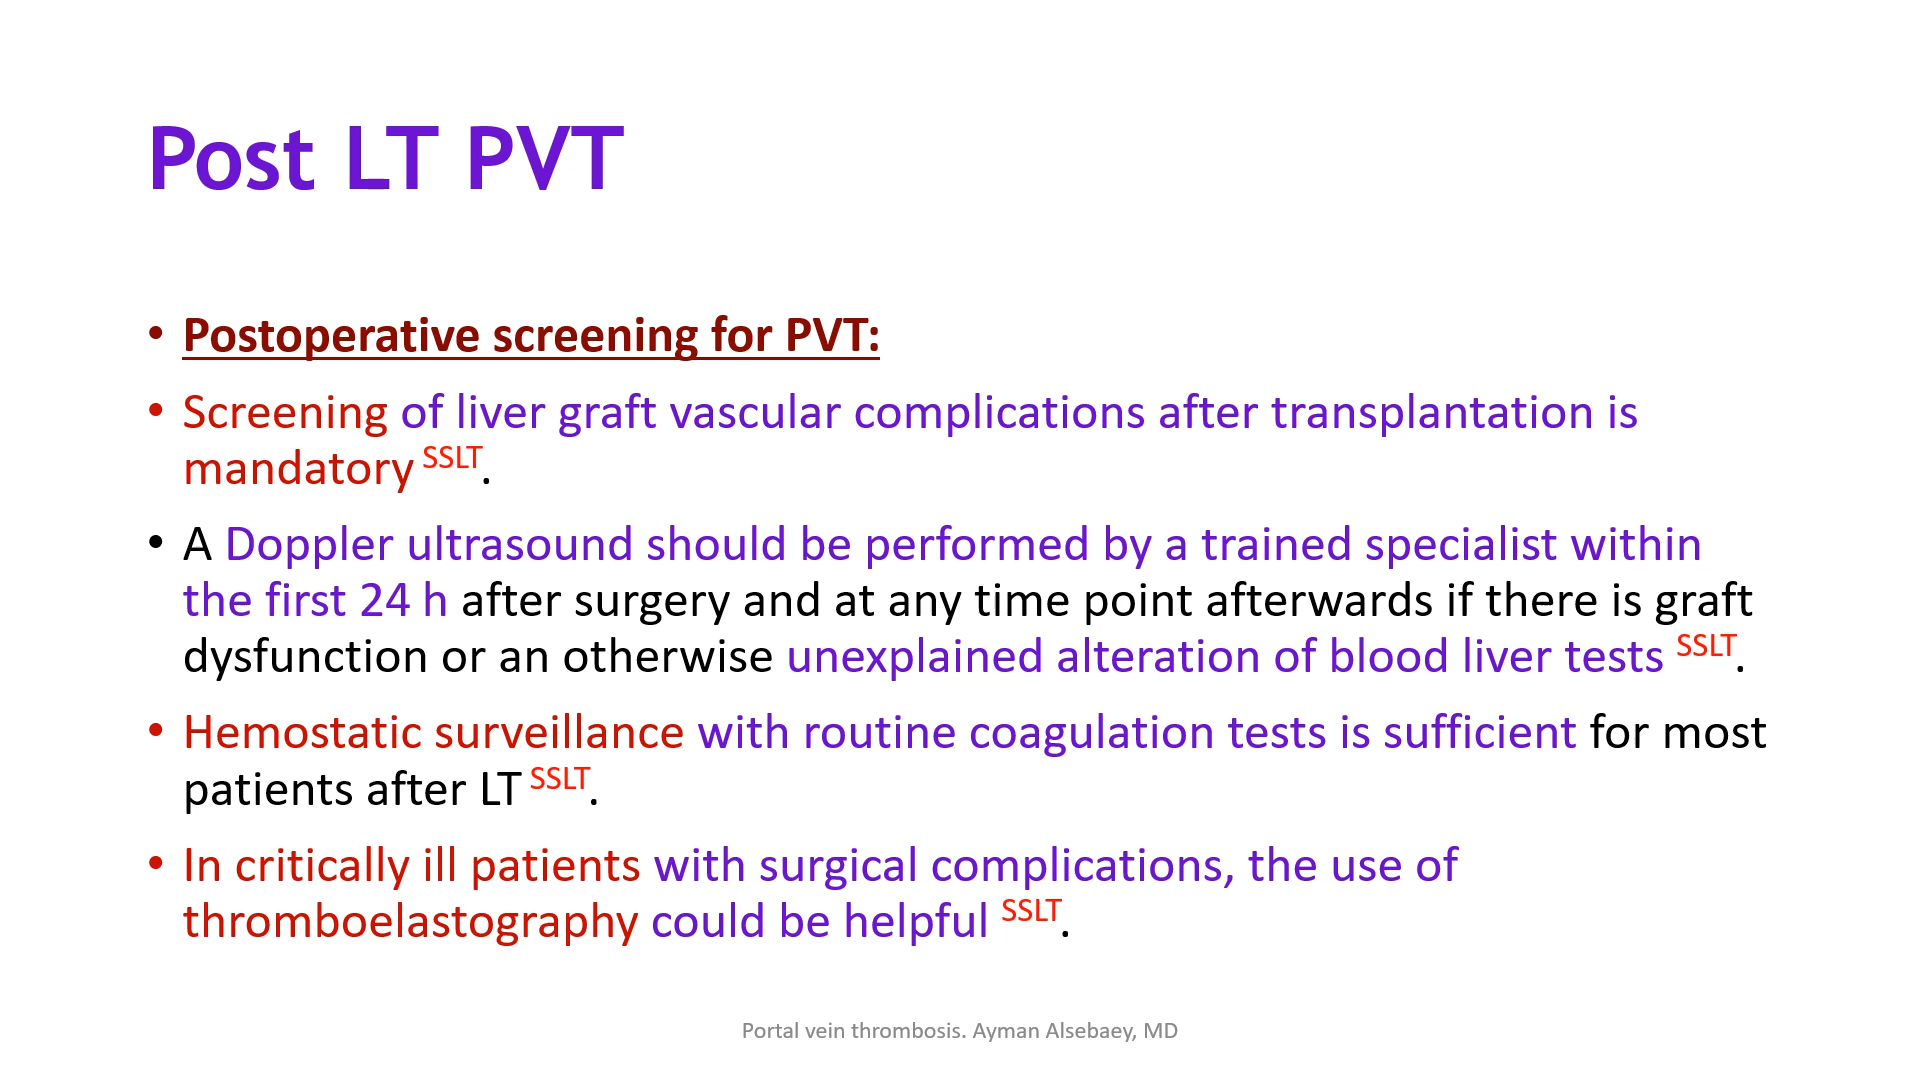 Post LT PVT
• Postoperative screening for PVT:
• Screening of liver graft vascular complications after transplantation is
mandatory SSLT.
• A Doppler ultrasound should be performed by a trained specialist within
the first 24 h after surgery and at any time point afterwards if there is graft
dysfunction or an otherwise unexplained alteration of blood liver tests SSLT.
• Hemostatic surveillance with routine coagulation tests is sufficient for most
patients after LT SSLT.
• In critically ill patients with surgical complications, the use of
thromboelastography could be helpful SSLT.
Portal vein thrombosis. Ayman Alsebaey, MD